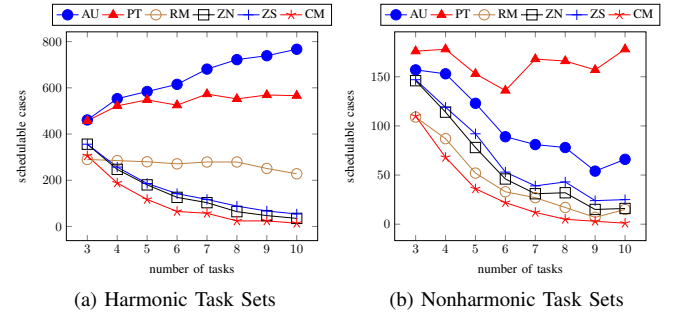 AU PT RM ZN ZS CM
800
600
400
200
0
schedulable cases
3 4 5 6 7 8 9 10
number of tasks
(a) Harmonic Task Sets
AU PT RM ZN ZS CM
150
100
50
0
schedulable cases
3 4 5 6 7 8 9 10
number of tasks
(b) Nonharmonic Task Sets